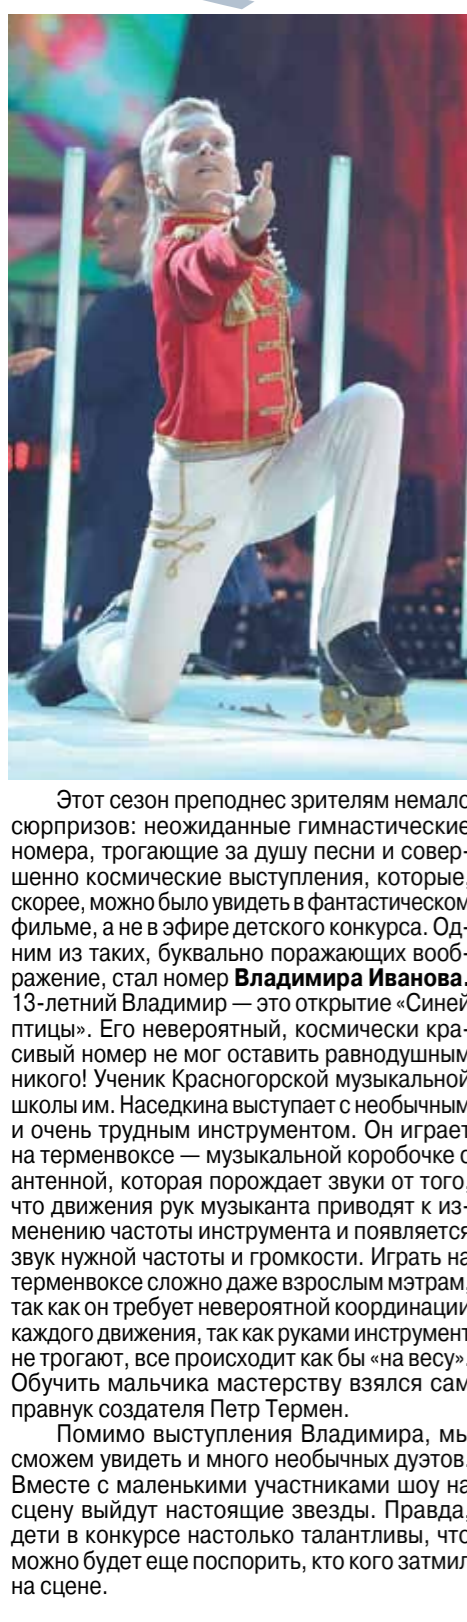 Этот сезон преподнес зрителям немало
сюрпризов: неожиданные гимнастические
номера, трогающие за душу песни и совер-
шенно космические выступления, которые,
скорее, можно было увидеть в фантастическом
фильме, а не в эфире детского конкурса. Од-
ним из таких, буквально поражающих вооб-
ражение, стал номер Владимира Иванова.
13-летний Владимир — это открытие «Синей
птицы». Его невероятный, космически кра-
сивый номер не мог оставить равнодушным
никого! Ученик Красногорской музыкальной
школы им. Наседкина выступает с необычным
и очень трудным инструментом. Он играет
на терменвоксе — музыкальной коробочке с
антенной, которая порождает звуки от того,
что движения рук музыканта приводят к из-
менению частоты инструмента и появляется
звук нужной частоты и громкости. Играть на
терменвоксе сложно даже взрослым мэтрам,
так как он требует невероятной координации
каждого движения, так как руками инструмент
не трогают, все происходит как бы «на весу».
Обучить мальчика мастерству взялся сам
правнук создателя Петр Термен.
Помимо выступления Владимира, мы
сможем увидеть и много необычных дуэтов.
Вместе с маленькими участниками шоу на
сцену выйдут настоящие звезды. Правда,
дети в конкурсе настолько талантливы, что
можно будет еще поспорить, кто кого затмил
на сцене.